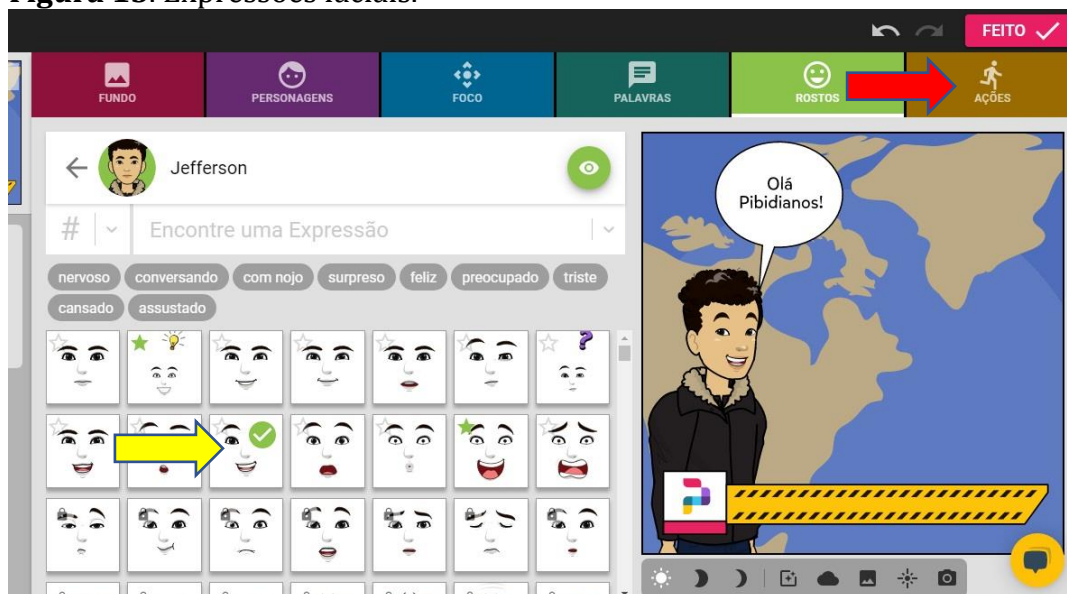 Figura 13. Expressões faciais.
FEITO
FUNDO
PERSONAGENS
FOCO
PALAVRAS
ROSTOS
AÇÕES
Jefferson
# Encontre uma Expressão
nervoso conversando com nojo surpreso feliz preocupado triste
cansado assustado
Olá
Pibidianos!